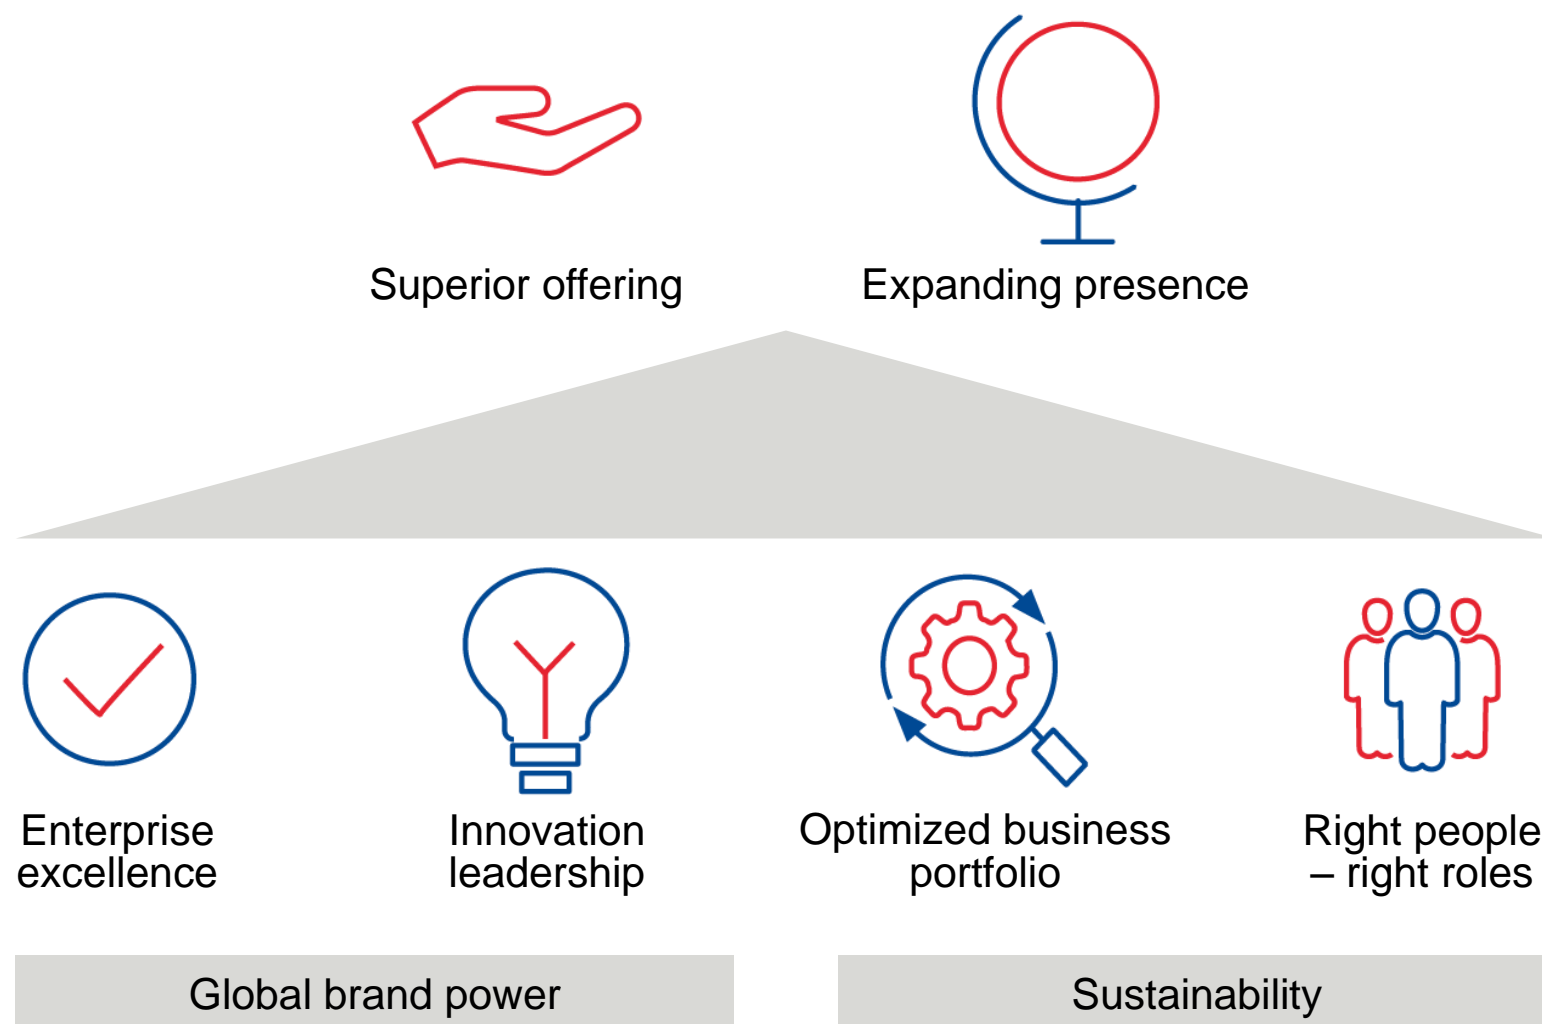 Superior offering
Expanding presence
Enterprise
excellence
Innovation
leadership
Optimized business
portfolio
Right people
– right roles
Global brand power
Sustainability